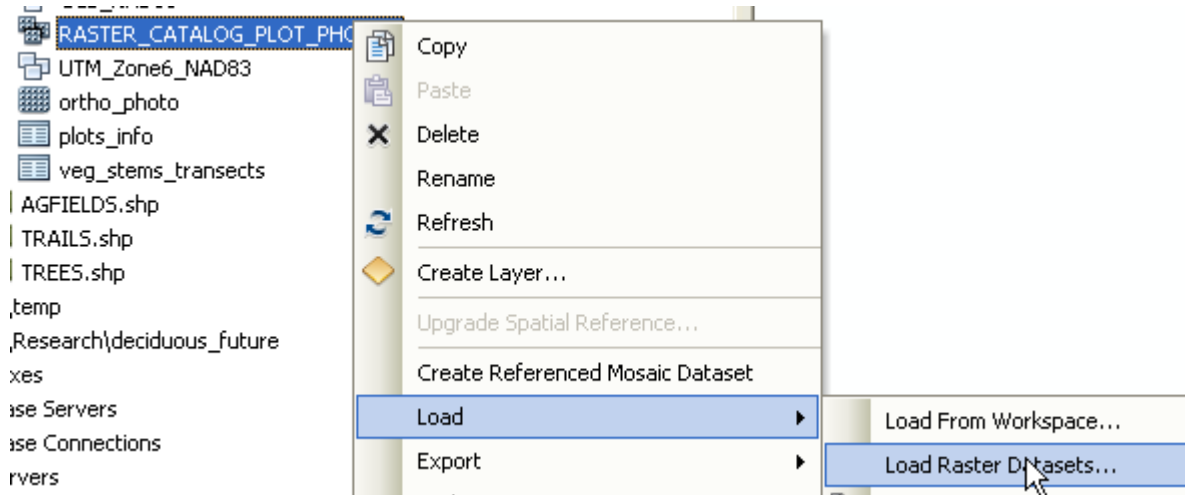 RASTER_CATALOG_PLOT_PHO
UTM_Zone6_NAD83
ortho_photo
plots_info
veg_stems_transects
AGFIELDS.shp
TRAILS.shp
TREES.shp
temp
Research\deciduous_future
xes
ase Servers
ase Connections
rvers
Copy
Paste
Delete
Rename
Refresh
Create Layer...
Upgrade Spatial Reference...
Create Referenced Mosaic Dataset
Load
Export
Load From Workspace...
Load Raster Datasets...